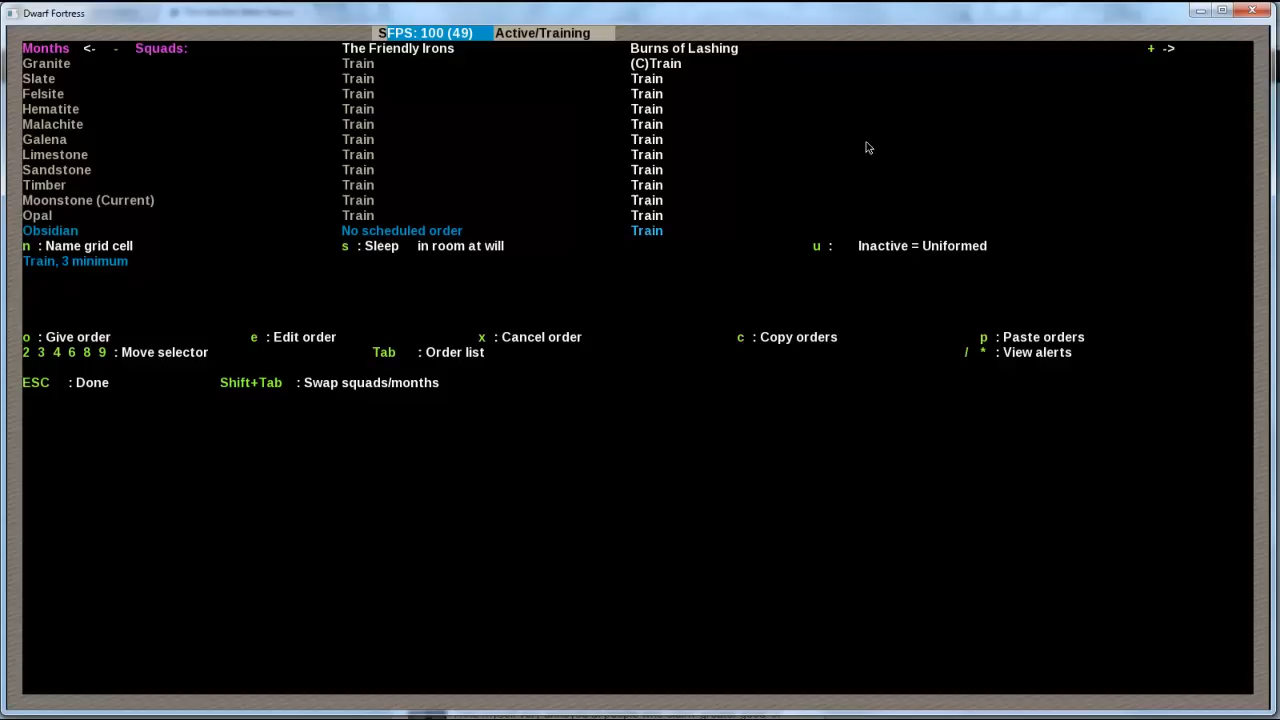 Dwarf Fortress
SFPS: 100 (49) Active/Training
Months <- - Squads: The Friendly Irons Burns of Lashing + ->
Granite Train (C)Train
Slate Train Train
Felsite Train Train
Hematite Train Train
Malachite Train Train
Galena Train Train
Limestone Train Train
Sandstone Train Train
Timber Train Train
Moonstone (Current) Train Train
Opal Train Train
Obsidian No scheduled order Train
n : Name grid cell s : Sleep in room at will u : Inactive = Uniformed
Train, 3 minimum
o : Give order e : Edit order x : Cancel order c : Copy orders p : Paste orders
2 3 4 6 8 9 : Move selector Tab : Order list / * : View alerts
ESC : Done Shift+Tab : Swap squads/months